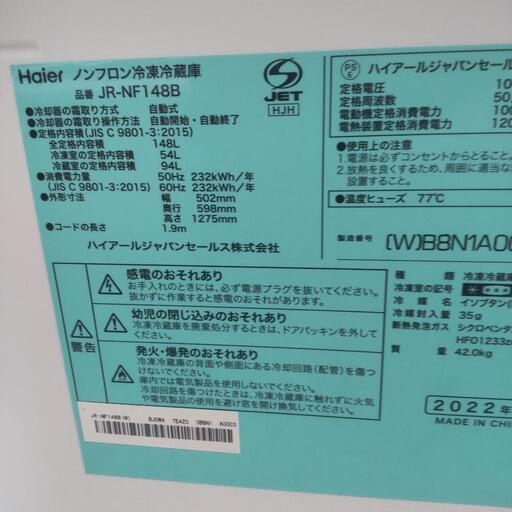 Haier ノンフロン冷凍冷蔵庫
品番 JR-NF148B
●冷却器の霜取り方式 自動式
●冷却器の霜取り操作方法 自動開始・自動終了
●定格内容積(JIS C 9801-3:2015)
全定格内容積 148L
冷凍室の定格内容積 54L
冷蔵室の定格内容積 94L
●消費電力量 50Hz 232kWh/年
(JIS C 9801-3:2015) 60Hz 232kWh/年
●外形寸法 幅 502mm
奥行 598mm
高さ 1275mm
●コードの長さ 1.9m
ハイアールジャパンセールス株式会社
JET
HJH
PS
E
ハイアールジャパンセール
定格電圧 10
定格周波数 50
電動機定格消費電力 100
電熱装置定格消費電力 120
●使用上の注意
1.電源は必ずコンセントからとること。
2.放熱を良くするため、周囲に適当な
設置すること。
●温度ヒューズ 77℃
製造番号 (W)B8N1A00
警告
感電のおそれあり
お手入れのときには、必ず電源プラグを抜いてください。
抜かずに作業すると感電のおそれあり
幼児の閉じ込みのおそれあり
冷凍冷蔵庫を廃棄処分するときは、ドアパッキンを外して
ください。
発火・爆発のおそれあり
冷凍冷蔵庫の背面や側面にある冷却回路(配管)を傷つ
けないでください。
庫内では電気製品を使用しないでください。
冷却回路を傷つけたときは、冷凍冷蔵庫に触れずに火気
や電気製品の使用を避け窓を開け換気してください。
種類 冷凍冷蔵
冷凍室の記号
冷媒 イソブタン
冷媒封入量 35g
断熱発泡ガス シクロペンタ
HFO1233z
質量 42.0kg
2022年
MADE IN CHIN
JR-NF148B(W) BJOWA 7E4Z0 0B8N1 A0003